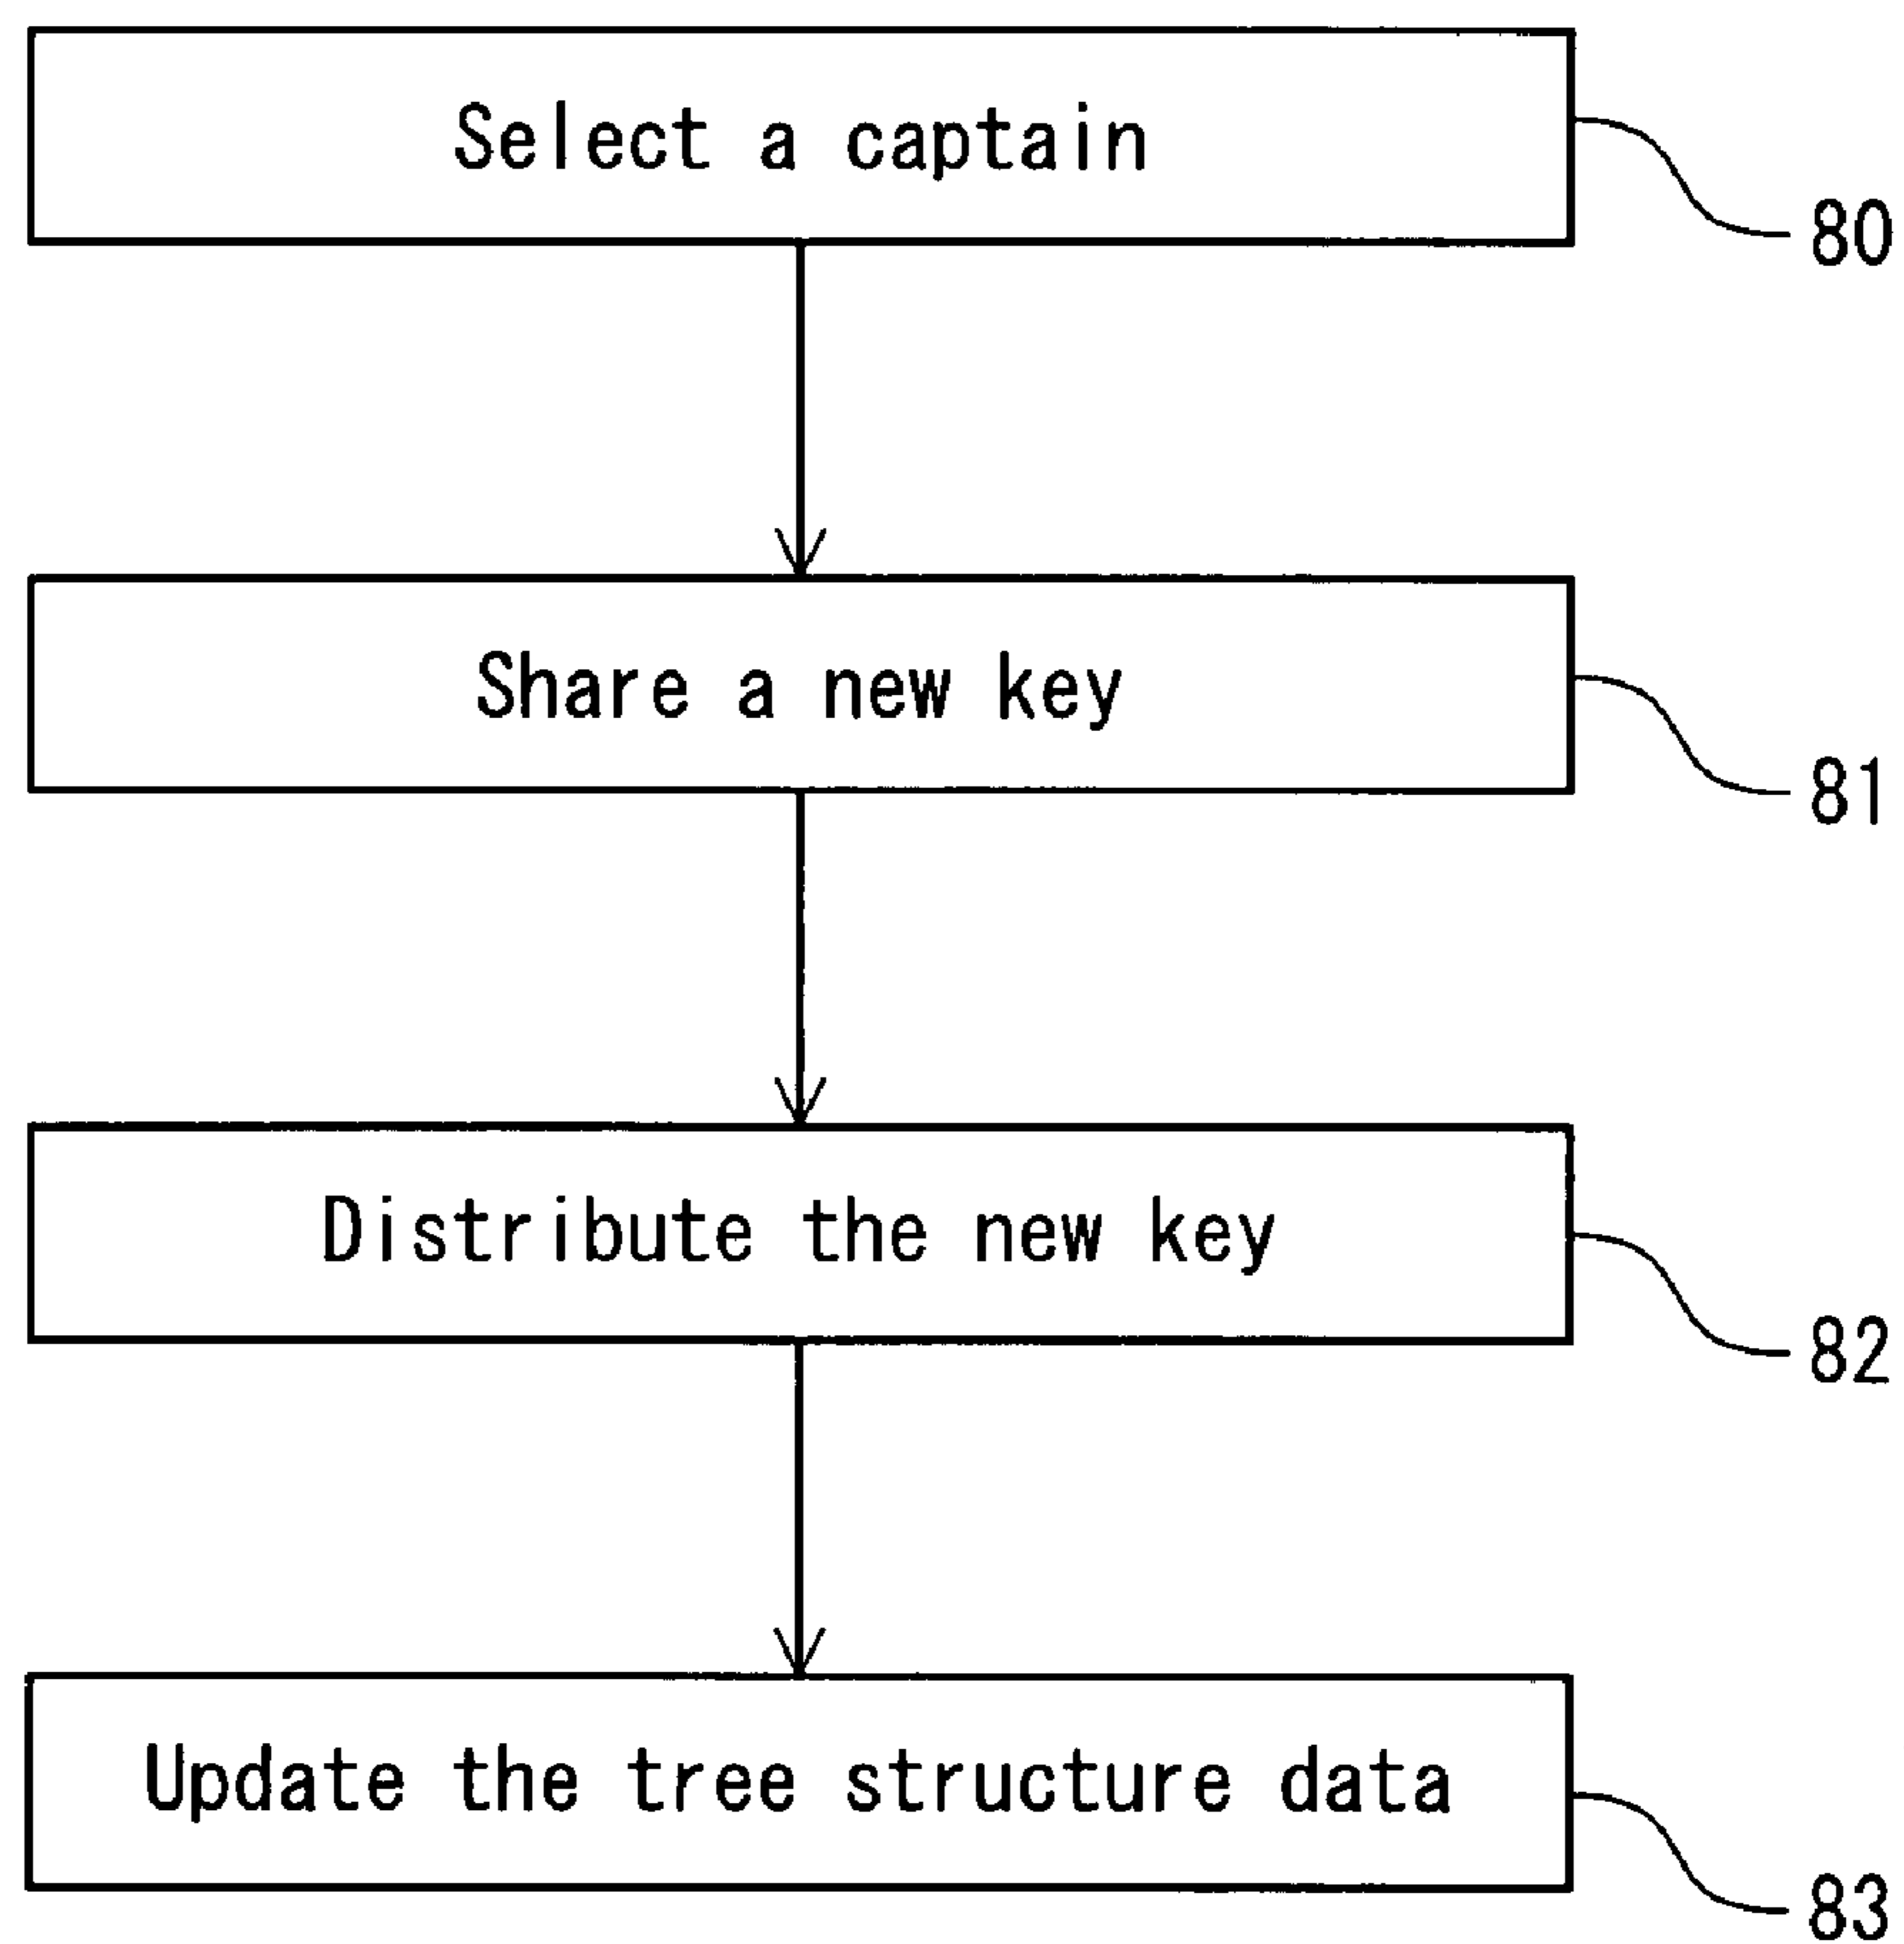 Select a captain
80
Share a new key
81
Distribute the new key
82
Update the tree structure data
83